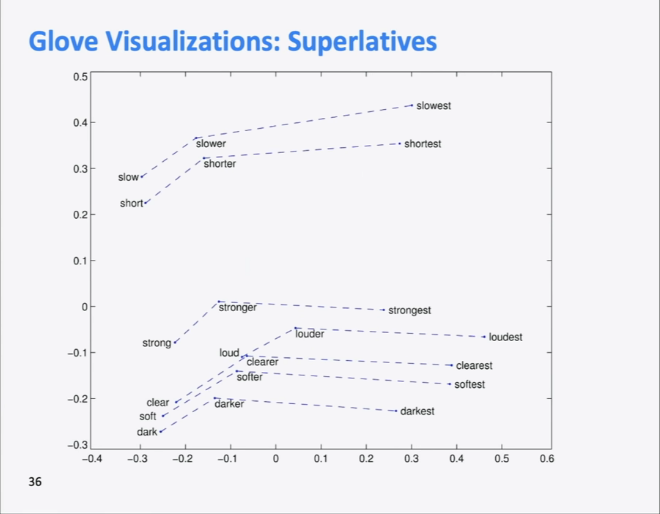 Glove Visualizations: Superlatives
0.5
0.4
0.3
0.2
0.1
0
−0.1
−0.2
−0.3
slowest
slower
shortest
shorter
slow
short
stronger
strongest
strong
louder
loudest
loud
clearer
clearest
softer
softest
clear
darker
darkest
soft
dark
−0.4 −0.3 −0.2 −0.1 0 0.1 0.2 0.3 0.4 0.5 0.6
36